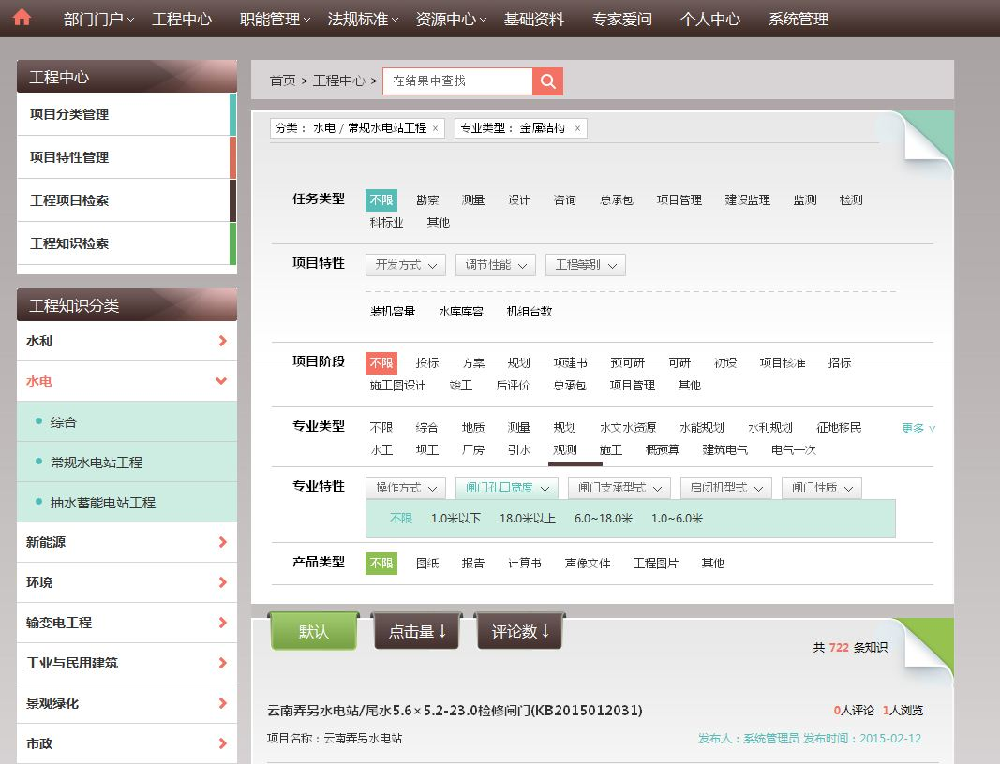 部门门户 工程中心 职能管理 法规标准 资源中心 基础资料 专家爱问 个人中心 系统管理
工程中心
项目分类管理
项目特性管理
工程项目检索
工程知识检索
工程知识分类
水利
水电
综合
常规水电站工程
抽水蓄能电站工程
新能源
环境
输变电工程
工业与民用建筑
景观绿化
市政
首页 > 工程中心 > 在结果中查找
分类： 水电 / 常规水电站工程 × 专业类型： 金属结构 ×
任务类型 不限 勘察 测量 设计 咨询 总承包 项目管理 建设监理 监测 检测
科标业 其他
项目特性 开发方式 调节性能 工程等别
装机容量 水库库容 机组台数
项目阶段 不限 投标 方案 规划 项建书 预可研 可研 初设 项目核准 招标
施工图设计 竣工 后评价 总承包 项目管理 其他
专业类型 不限 综合 地质 测量 规划 水文水资源 水能规划 水利规划 征地移民 更多
水工 坝工 厂房 引水 观测 施工 概预算 建筑电气 电气一次
专业特性 操作方式 闸门孔口宽度 闸门支承型式 启闭机型式 闸门性质
不限 1.0米以下 18.0米以上 6.0~18.0米 1.0~6.0米
产品类型 不限 图纸 报告 计算书 声像文件 工程图片 其他
默认 点击量↓ 评论数↓
共 722 条知识
云南弄另水电站/尾水5.6×5.2-23.0检修闸门(KB2015012031) 0人评论 1人浏览
项目名称：云南弄另水电站 发布人：系统管理员 发布时间：2015-02-12